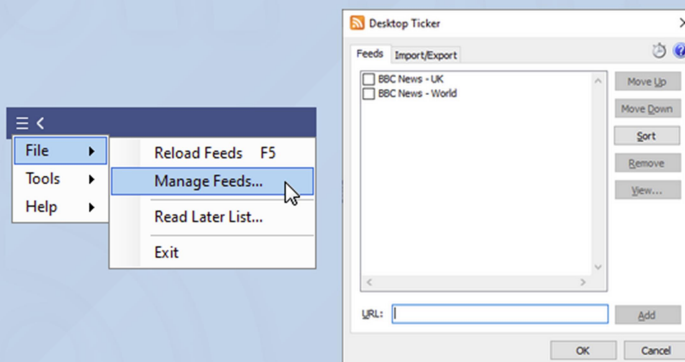 File
Tools
Help
Reload Feeds F5
Manage Feeds...
Read Later List...
Exit
Desktop Ticker
Feeds Import/Export
BBC News - UK
BBC News - World
Move Up
Move Down
Sort
Remove
View...
URL:
Add
OK Cancel